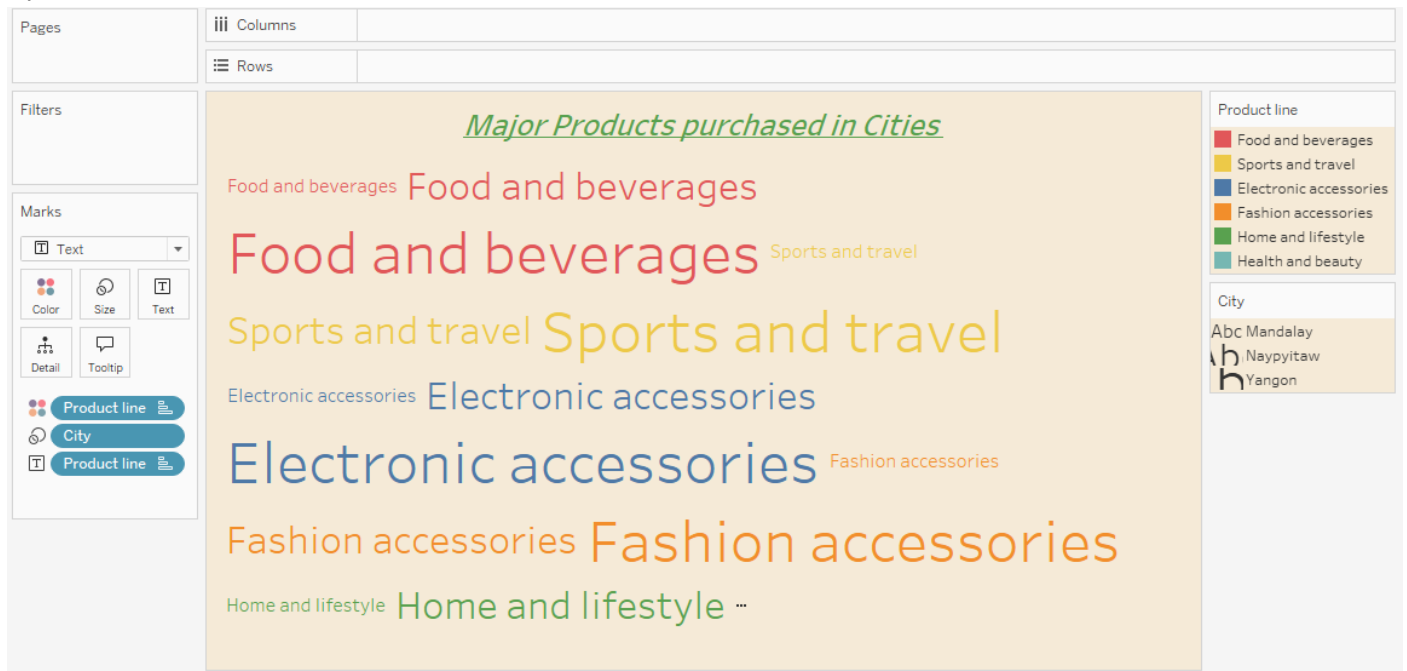 Pages
Columns
Rows
Filters
Marks
Text
Color
Size
Text
Detail
Tooltip
Product line
City
Product line
Major Products purchased in Cities
Food and beverages Food and beverages
Food and beverages Sports and travel
Sports and travel Sports and travel
Electronic accessories Electronic accessories
Electronic accessories Fashion accessories
Fashion accessories Fashion accessories
Home and lifestyle Home and lifestyle ...
Product line
Food and beverages
Sports and travel
Electronic accessories
Fashion accessories
Home and lifestyle
Health and beauty
City
Abc Mandalay
Naypyitaw
Yangon